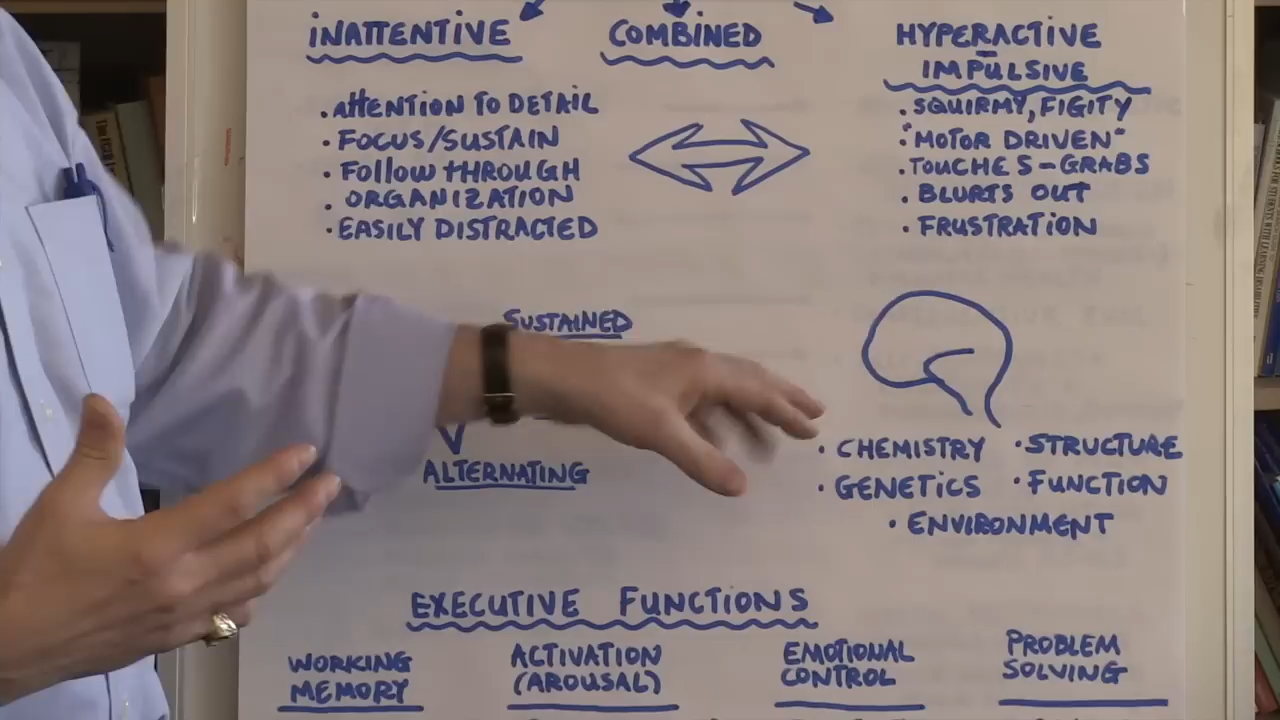 INATTENTIVE
COMBINED
HYPERACTIVE
IMPULSIVE
• ATTENTION TO DETAIL
• FOCUS/SUSTAIN
• FOLLOW THROUGH
• ORGANIZATION
• EASILY DISTRACTED
• SQUIRMY, FIGITY
• "MOTOR DRIVEN"
• TOUCHES-GRABS
• BLURTS OUT
• FRUSTRATION
SUSTAINED
ALTERNATING
• CHEMISTRY • STRUCTURE
• GENETICS • FUNCTION
• ENVIRONMENT
EXECUTIVE FUNCTIONS
WORKING
MEMORY
ACTIVATION
(AROUSAL)
EMOTIONAL
CONTROL
PROBLEM
SOLVING